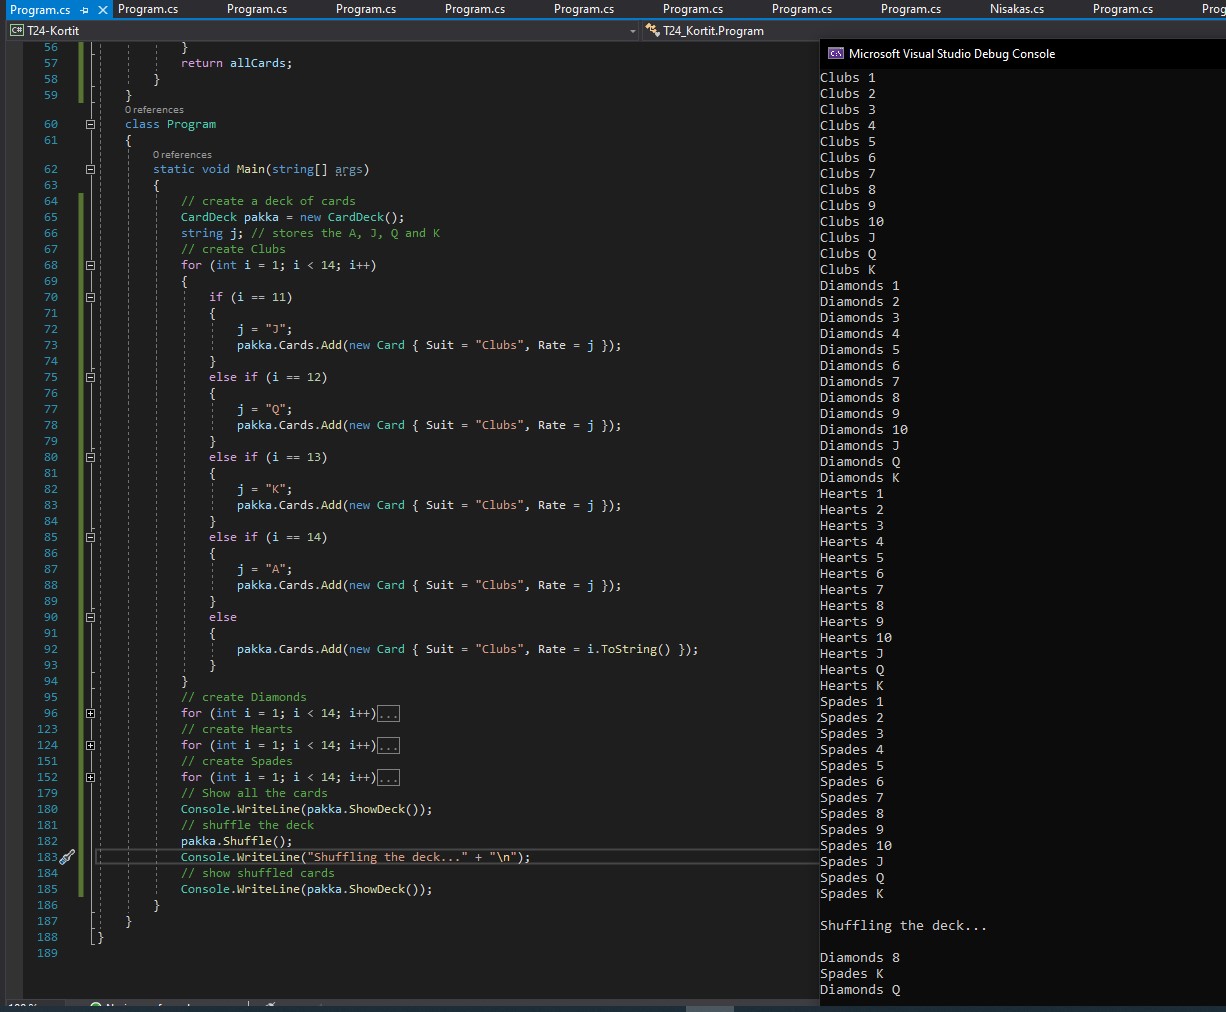 Program.cs Program.cs Program.cs Program.cs Program.cs Program.cs Program.cs Program.cs Program.cs Nisakas.cs Program.cs
C# T24-Kortit T24_Kortit.Program
56 }
57 return allCards;
58 }
59 }
0 references
60 class Program
61 {
0 references
62 static void Main(string[] args)
63 {
64 // create a deck of cards
65 CardDeck pakka = new CardDeck();
66 string j; // stores the A, J, Q and K
67 // create Clubs
68 for (int i = 1; i < 14; i++)
69 {
70 if (i == 11)
71 {
72 j = "J";
73 pakka.Cards.Add(new Card { Suit = "Clubs", Rate = j });
74 }
75 else if (i == 12)
76 {
77 j = "Q";
78 pakka.Cards.Add(new Card { Suit = "Clubs", Rate = j });
79 }
80 else if (i == 13)
81 {
82 j = "K";
83 pakka.Cards.Add(new Card { Suit = "Clubs", Rate = j });
84 }
85 else if (i == 14)
86 {
87 j = "A";
88 pakka.Cards.Add(new Card { Suit = "Clubs", Rate = j });
89 }
90 else
91 {
92 pakka.Cards.Add(new Card { Suit = "Clubs", Rate = i.ToString() });
93 }
94 }
95 // create Diamonds
96 for (int i = 1; i < 14; i++)...
123 // create Hearts
124 for (int i = 1; i < 14; i++)...
151 // create Spades
152 for (int i = 1; i < 14; i++)...
179 // Show all the cards
180 Console.WriteLine(pakka.ShowDeck());
181 // shuffle the deck
182 pakka.Shuffle();
183 Console.WriteLine("Shuffling the deck..." + "\n");
184 // show shuffled cards
185 Console.WriteLine(pakka.ShowDeck());
186 }
187 }
188 }
189
Microsoft Visual Studio Debug Console
Clubs 1
Clubs 2
Clubs 3
Clubs 4
Clubs 5
Clubs 6
Clubs 7
Clubs 8
Clubs 9
Clubs 10
Clubs J
Clubs Q
Clubs K
Diamonds 1
Diamonds 2
Diamonds 3
Diamonds 4
Diamonds 5
Diamonds 6
Diamonds 7
Diamonds 8
Diamonds 9
Diamonds 10
Diamonds J
Diamonds Q
Diamonds K
Hearts 1
Hearts 2
Hearts 3
Hearts 4
Hearts 5
Hearts 6
Hearts 7
Hearts 8
Hearts 9
Hearts 10
Hearts J
Hearts Q
Hearts K
Spades 1
Spades 2
Spades 3
Spades 4
Spades 5
Spades 6
Spades 7
Spades 8
Spades 9
Spades 10
Spades J
Spades Q
Spades K
Shuffling the deck...
Diamonds 8
Spades K
Diamonds Q